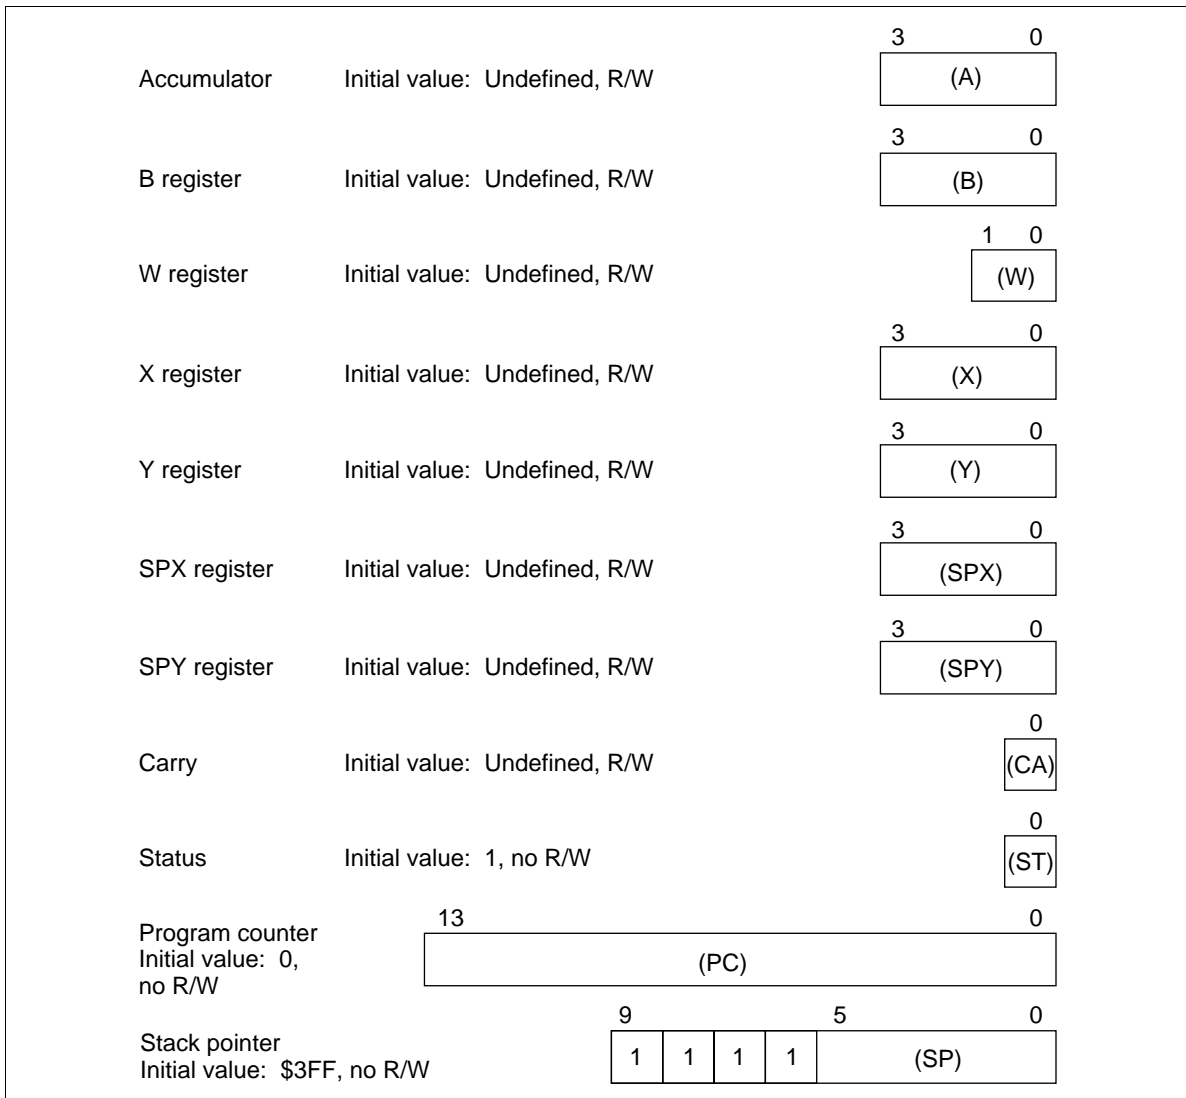 3 0
Accumulator Initial value: Undefined, R/W (A)
3 0
B register Initial value: Undefined, R/W (B)
1 0
W register Initial value: Undefined, R/W (W)
3 0
X register Initial value: Undefined, R/W (X)
3 0
Y register Initial value: Undefined, R/W (Y)
3 0
SPX register Initial value: Undefined, R/W (SPX)
3 0
SPY register Initial value: Undefined, R/W (SPY)
0
Carry Initial value: Undefined, R/W (CA)
0
Status Initial value: 1, no R/W (ST)
13 0
Program counter
Initial value: 0, (PC)
no R/W
9 5 0
Stack pointer
1 1 1 1 (SP)
Initial value: $3FF, no R/W